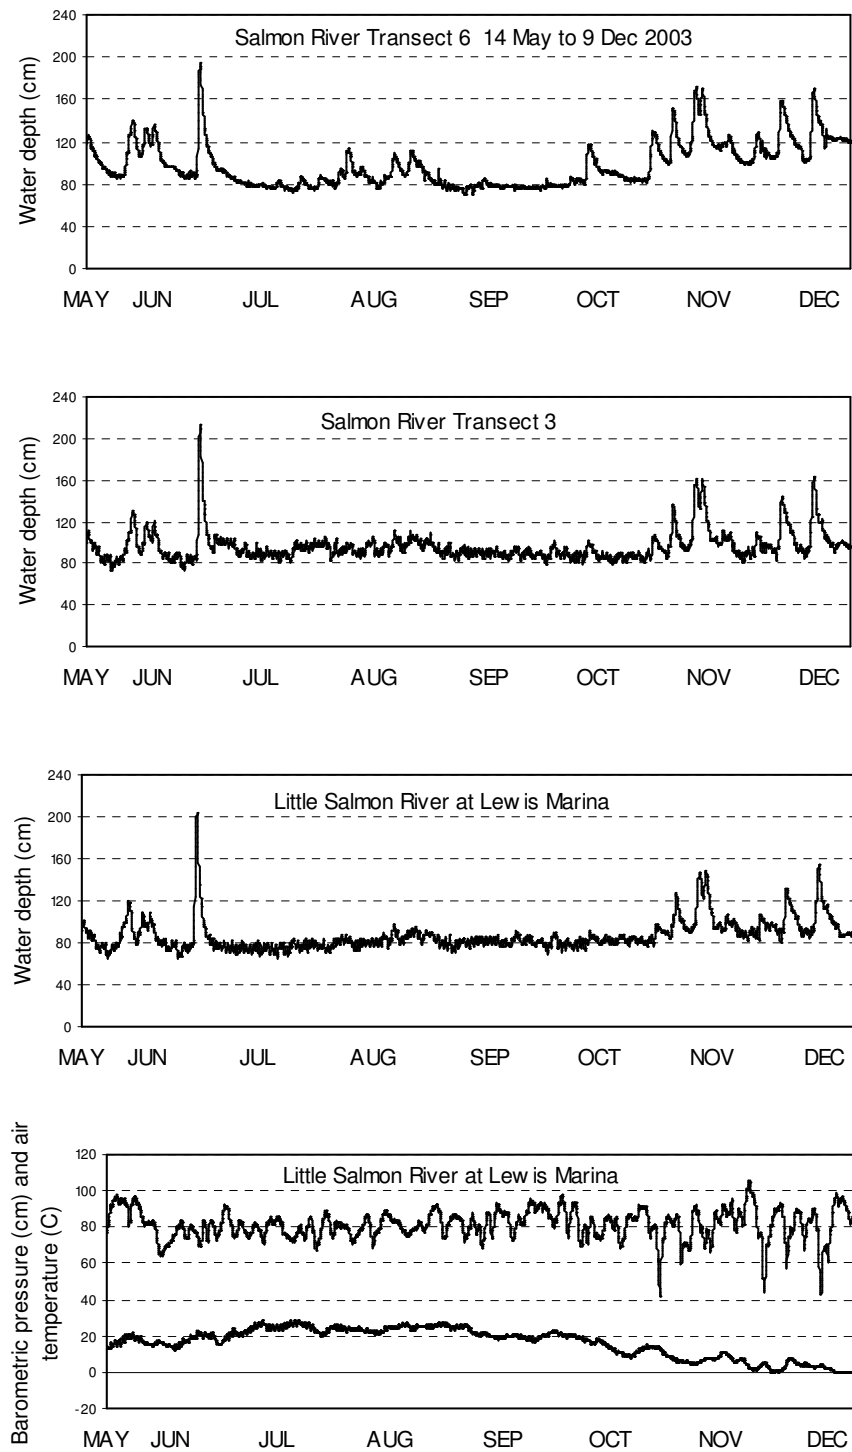 Salmon River Transect 6 14 May to 9 Dec 2003
Water depth (cm)
240
200
160
120
80
40
0
MAY JUN JUL AUG SEP OCT NOV DEC
Salmon River Transect 3
Water depth (cm)
240
200
160
120
80
40
0
MAY JUN JUL AUG SEP OCT NOV DEC
Little Salmon River at Lewis Marina
Water depth (cm)
240
200
160
120
80
40
0
MAY JUN JUL AUG SEP OCT NOV DEC
Little Salmon River at Lewis Marina
Barometric pressure (cm) and air
temperature (C)
120
100
80
60
40
20
0
-20
MAY JUN JUL AUG SEP OCT NOV DEC